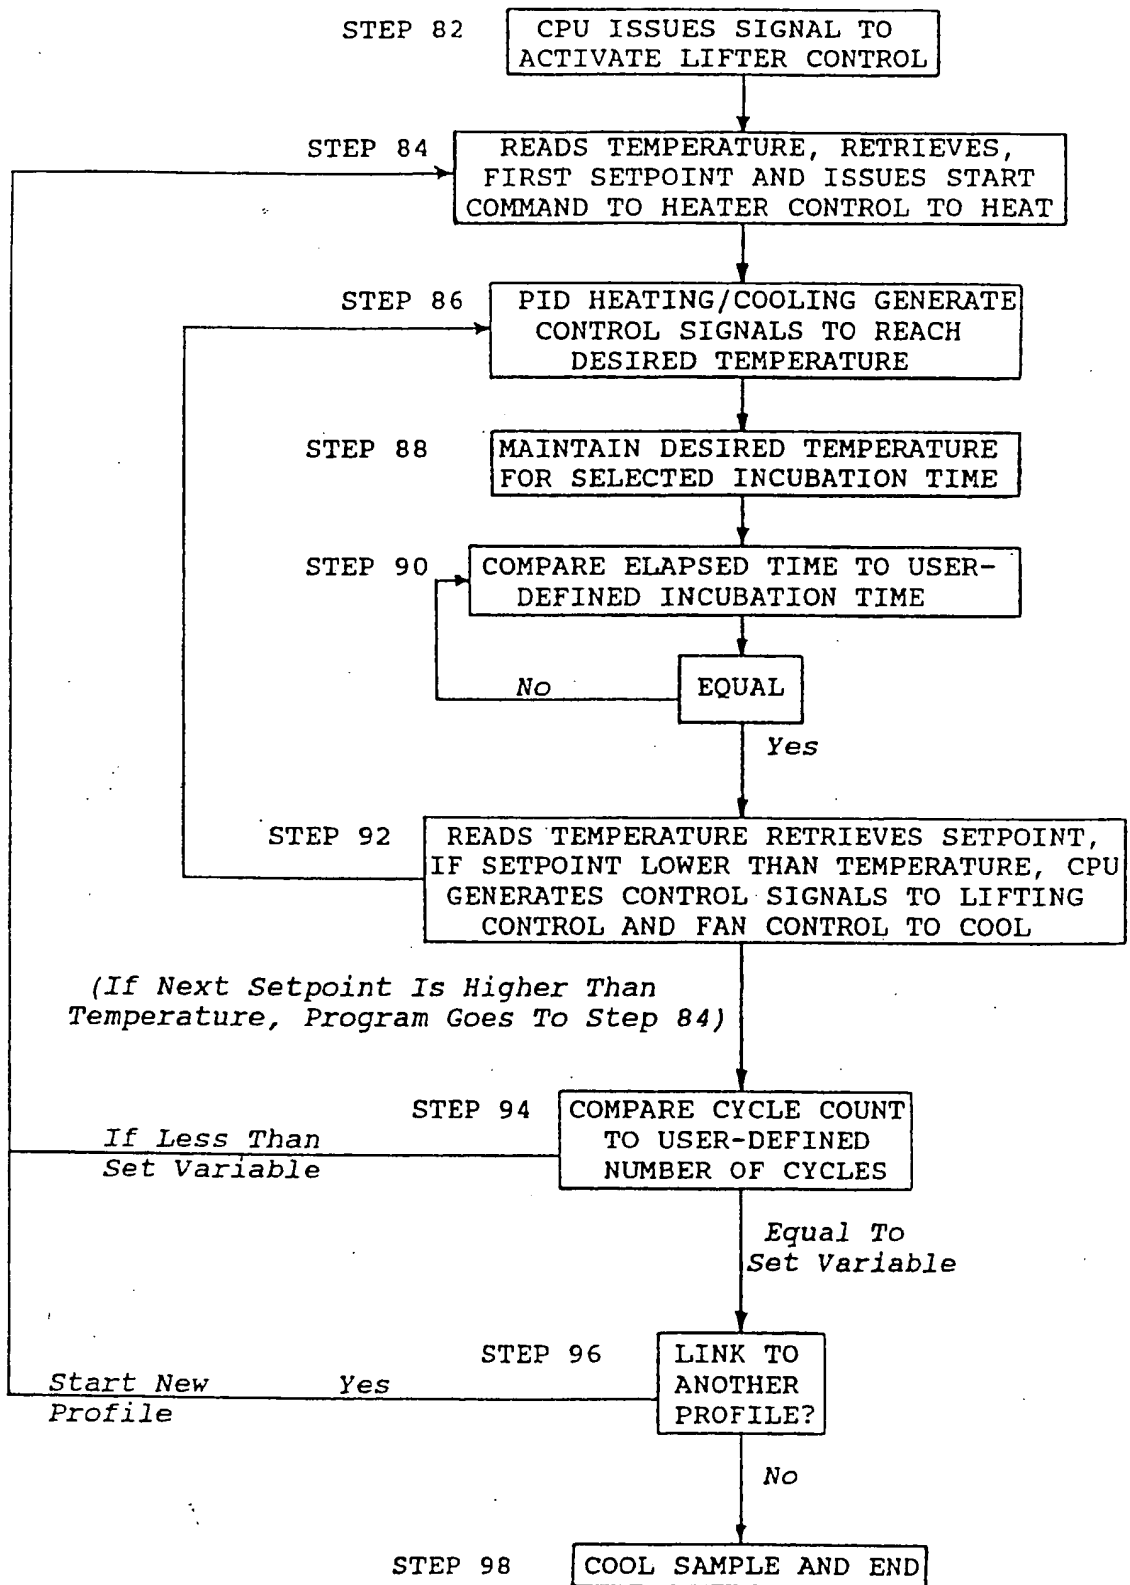 STEP 82
CPU ISSUES SIGNAL TO
ACTIVATE LIFTER CONTROL
STEP 84
READS TEMPERATURE, RETRIEVES,
FIRST SETPOINT AND ISSUES START
COMMAND TO HEATER CONTROL TO HEAT
STEP 86
PID HEATING/COOLING GENERATE
CONTROL SIGNALS TO REACH
DESIRED TEMPERATURE
STEP 88
MAINTAIN DESIRED TEMPERATURE
FOR SELECTED INCUBATION TIME
STEP 90
COMPARE ELAPSED TIME TO USER-
DEFINED INCUBATION TIME
No
EQUAL
Yes
STEP 92
READS TEMPERATURE RETRIEVES SETPOINT,
IF SETPOINT LOWER THAN TEMPERATURE, CPU
GENERATES CONTROL SIGNALS TO LIFTING
CONTROL AND FAN CONTROL TO COOL
(If Next Setpoint Is Higher Than
Temperature, Program Goes To Step 84)
STEP 94
COMPARE CYCLE COUNT
TO USER-DEFINED
NUMBER OF CYCLES
If Less Than
Set Variable
Equal To
Set Variable
STEP 96
LINK TO
ANOTHER
PROFILE?
Start New
Profile
Yes
No
STEP 98
COOL SAMPLE AND END